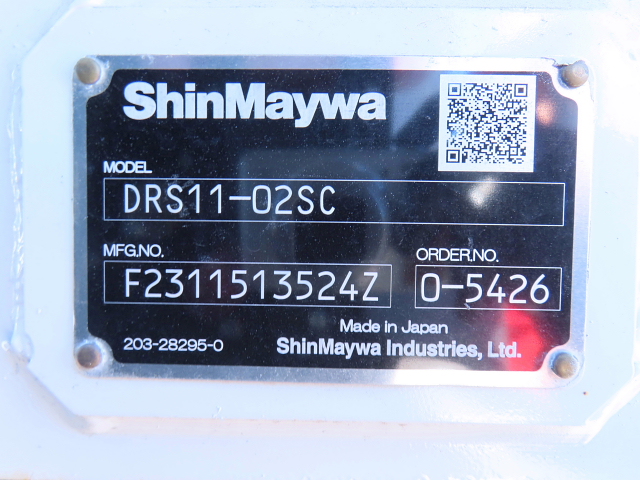 ShinMaywa
MODEL
DRS11-02SC
MFG.NO.
F2311513524Z
ORDER.NO.
0-5426
Made in Japan
203-28295-0
ShinMaywa Industries, Ltd.